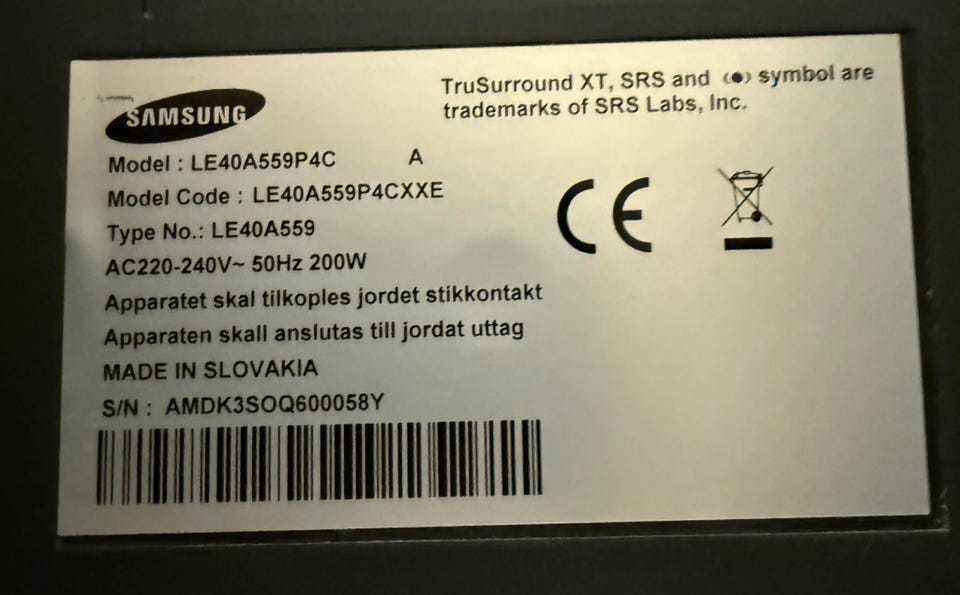 SAMSUNG
TruSurround XT, SRS and (●) symbol are
trademarks of SRS Labs, Inc.
Model : LE40A559P4C A
Model Code : LE40A559P4CXXE
Type No.: LE40A559
AC220-240V~ 50Hz 200W
Apparatet skal tilkoples jordet stikkontakt
Apparaten skall anslutas till jordat uttag
MADE IN SLOVAKIA
S/N : AMDK3SOQ600058Y
CE